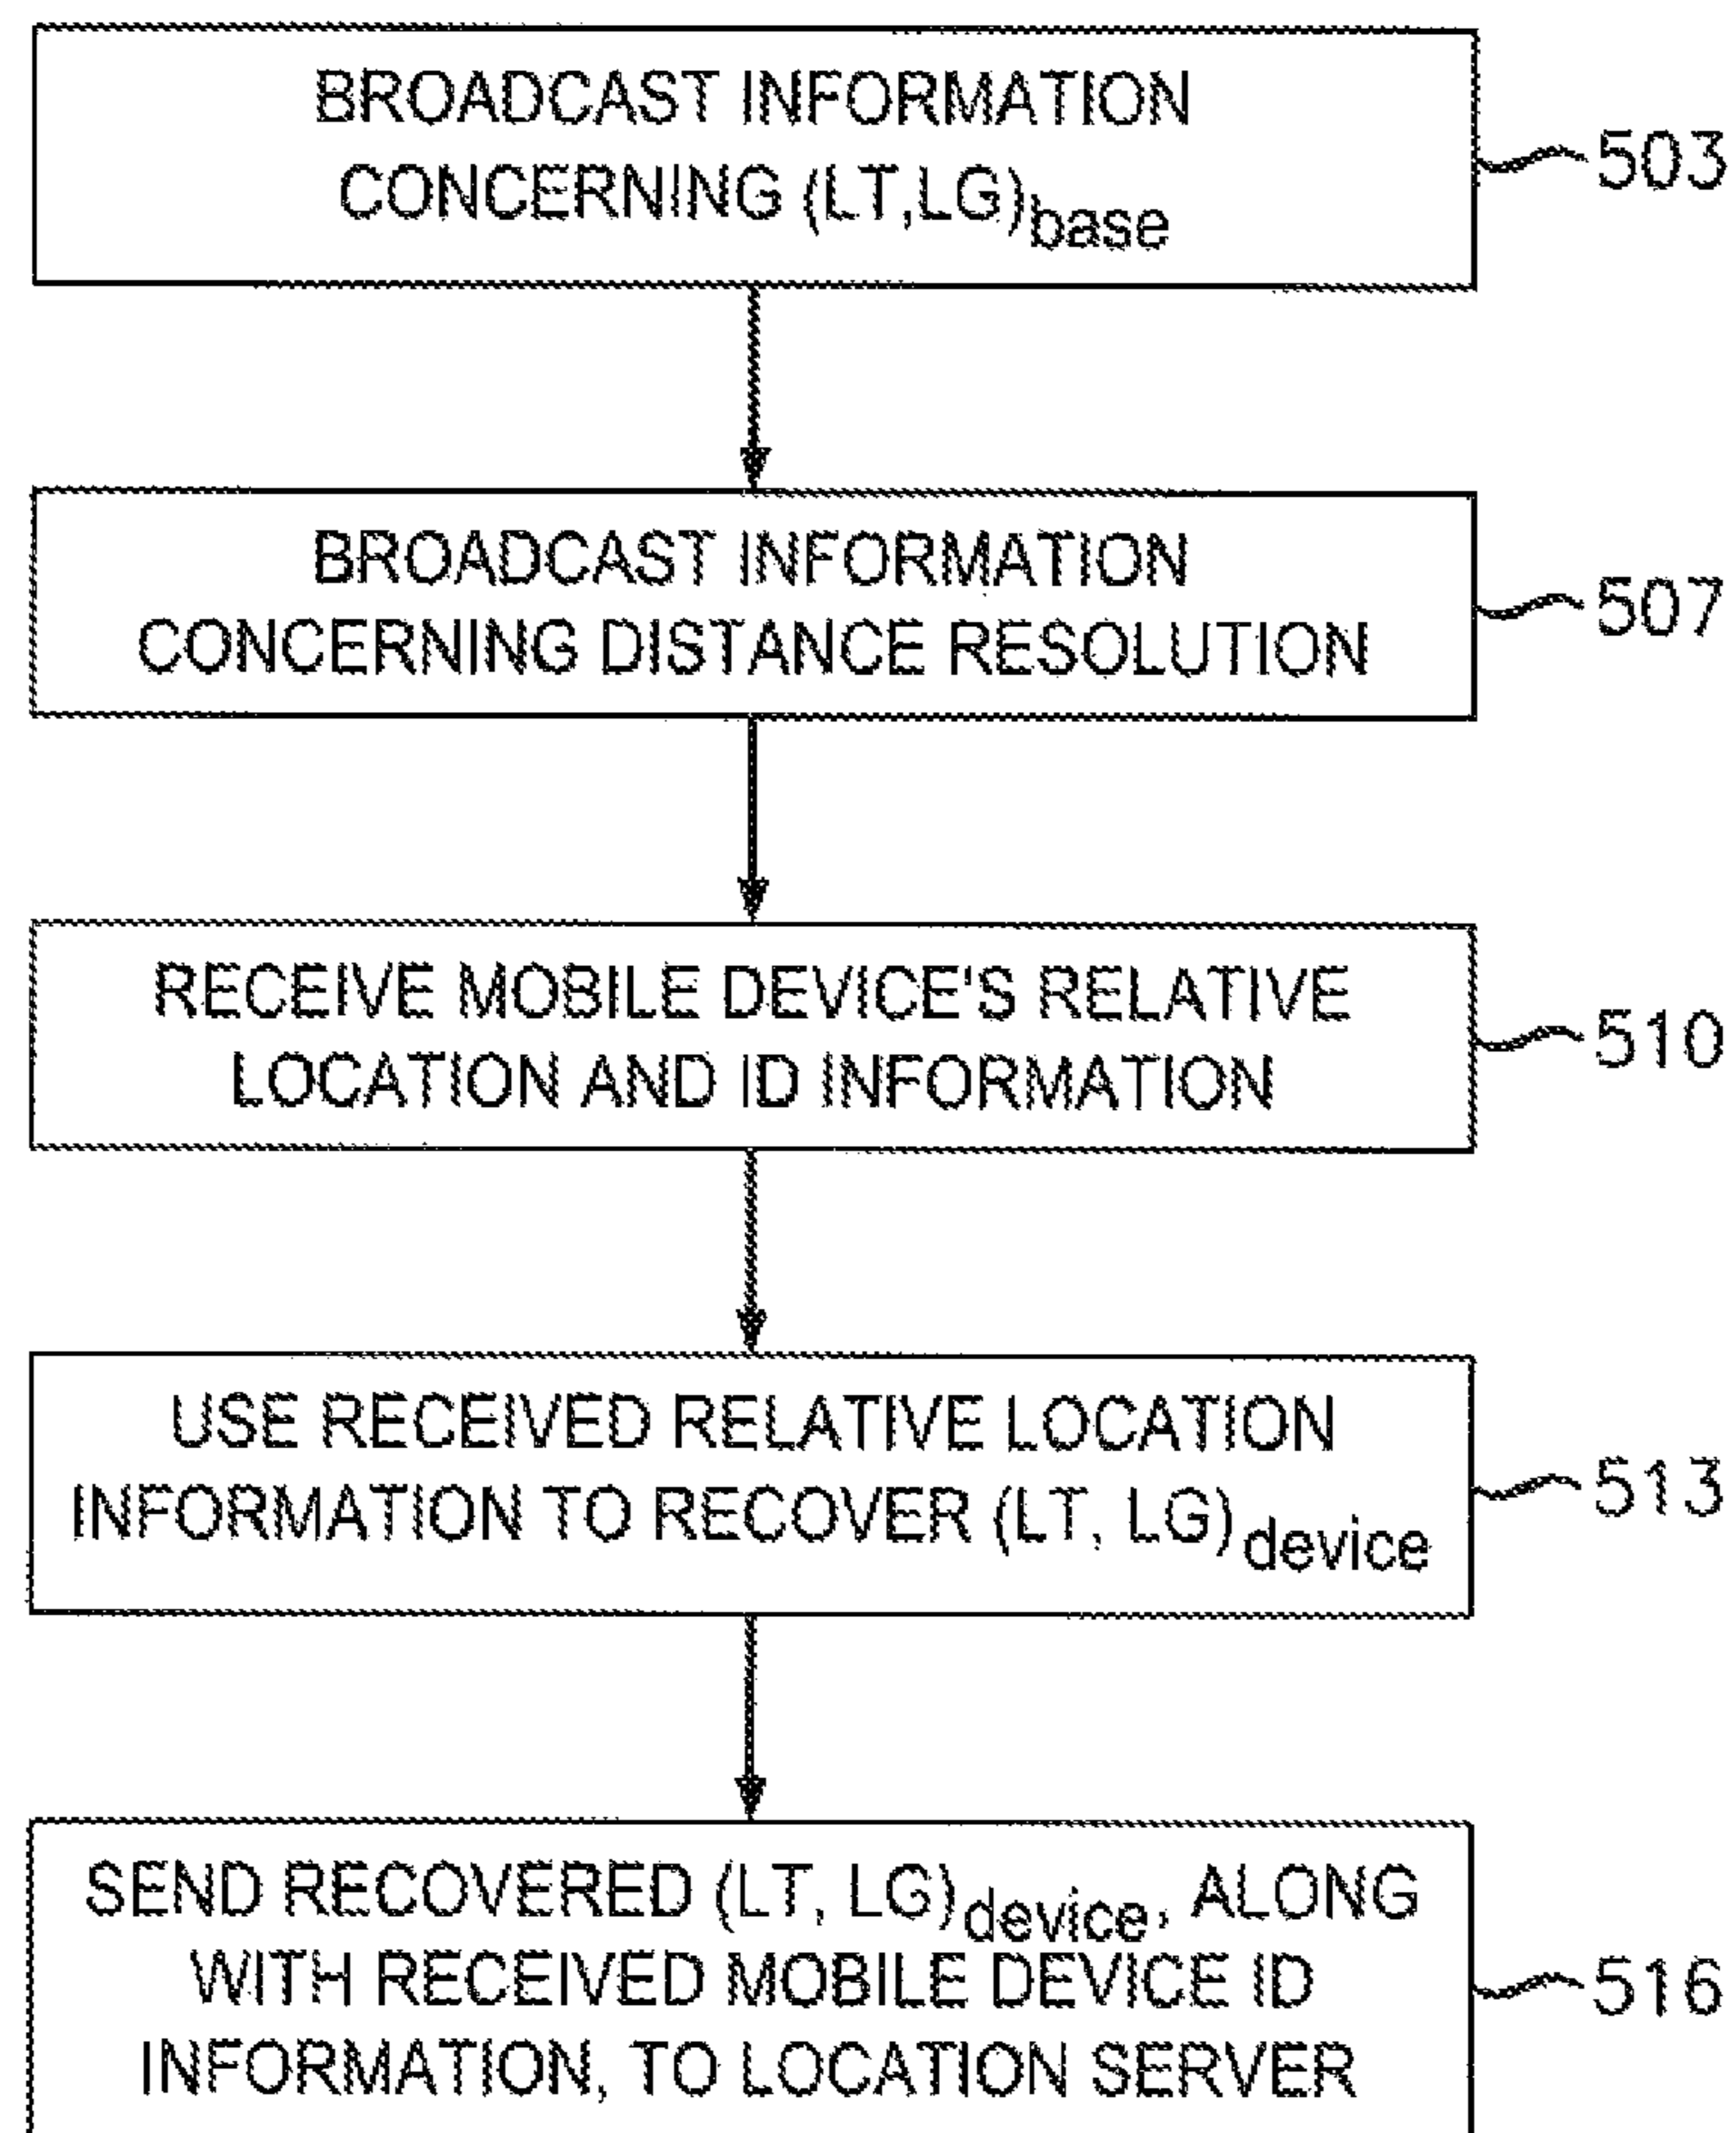 BROADCAST INFORMATION
CONCERNING (LT,LG)base
503
BROADCAST INFORMATION
CONCERNING DISTANCE RESOLUTION
507
RECEIVE MOBILE DEVICE'S RELATIVE
LOCATION AND ID INFORMATION
510
USE RECEIVED RELATIVE LOCATION
INFORMATION TO RECOVER (LT, LG)device
513
SEND RECOVERED (LT, LG)device, ALONG
WITH RECEIVED MOBILE DEVICE ID
INFORMATION, TO LOCATION SERVER
516